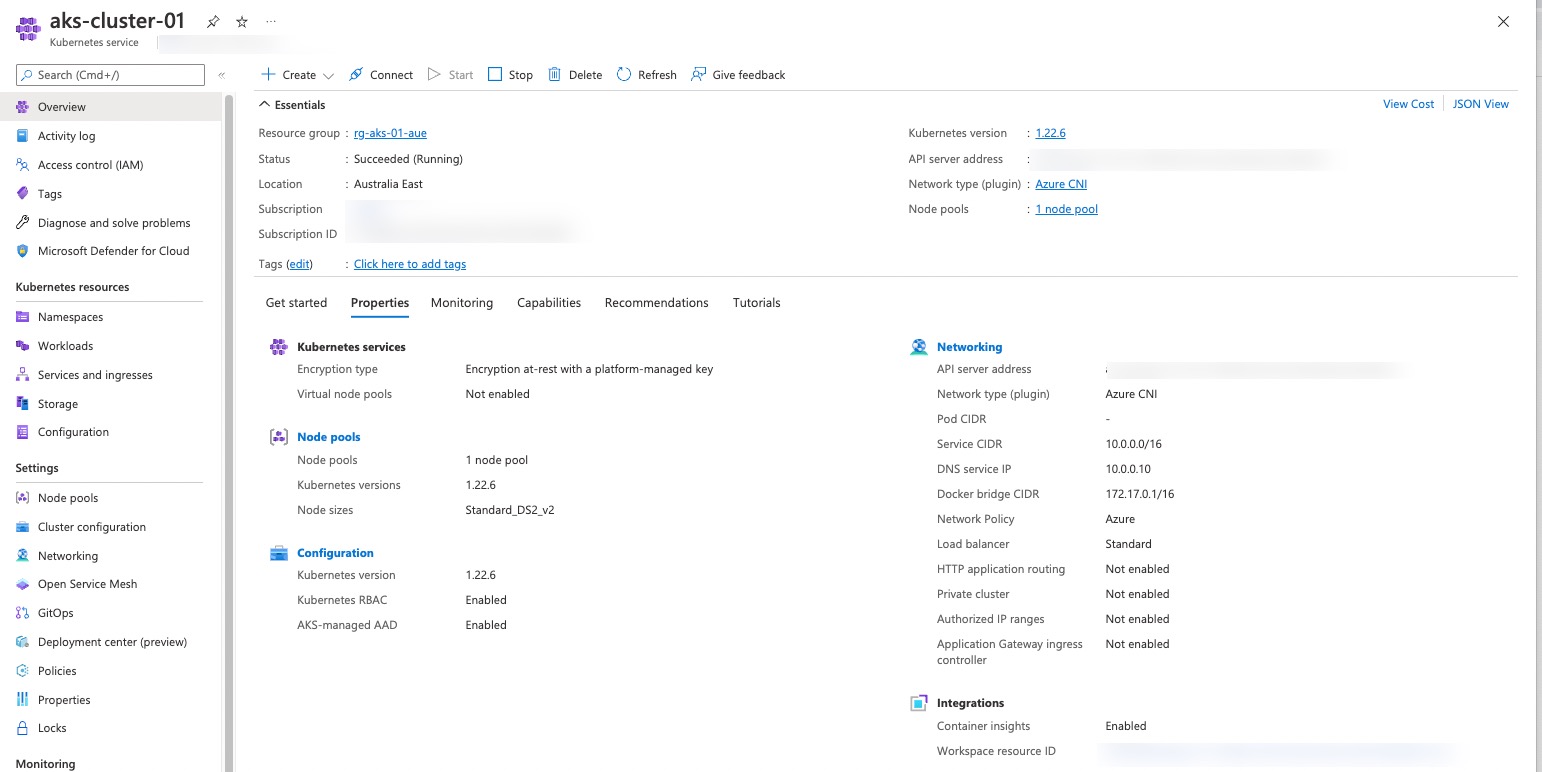 aks-cluster-01
Kubernetes service
Search (Cmd+/)
Overview
Activity log
Access control (IAM)
Tags
Diagnose and solve problems
Microsoft Defender for Cloud
Kubernetes resources
Namespaces
Workloads
Services and ingresses
Storage
Configuration
Settings
Node pools
Cluster configuration
Networking
Open Service Mesh
GitOps
Deployment center (preview)
Policies
Properties
Locks
Monitoring
Create Connect Start Stop Delete Refresh Give feedback
Essentials
View Cost JSON View
Resource group : rg-aks-01-aue
Status : Succeeded (Running)
Location : Australia East
Subscription
Subscription ID
Tags (edit) : Click here to add tags
Kubernetes version : 1.22.6
API server address :
Network type (plugin) : Azure CNI
Node pools : 1 node pool
Get started Properties Monitoring Capabilities Recommendations Tutorials
Kubernetes services
Encryption type Encryption at-rest with a platform-managed key
Virtual node pools Not enabled
Node pools
Node pools 1 node pool
Kubernetes versions 1.22.6
Node sizes Standard_DS2_v2
Configuration
Kubernetes version 1.22.6
Kubernetes RBAC Enabled
AKS-managed AAD Enabled
Networking
API server address
Network type (plugin) Azure CNI
Pod CIDR -
Service CIDR 10.0.0.0/16
DNS service IP 10.0.0.10
Docker bridge CIDR 172.17.0.1/16
Network Policy Azure
Load balancer Standard
HTTP application routing Not enabled
Private cluster Not enabled
Authorized IP ranges Not enabled
Application Gateway ingress Not enabled
controller
Integrations
Container insights Enabled
Workspace resource ID